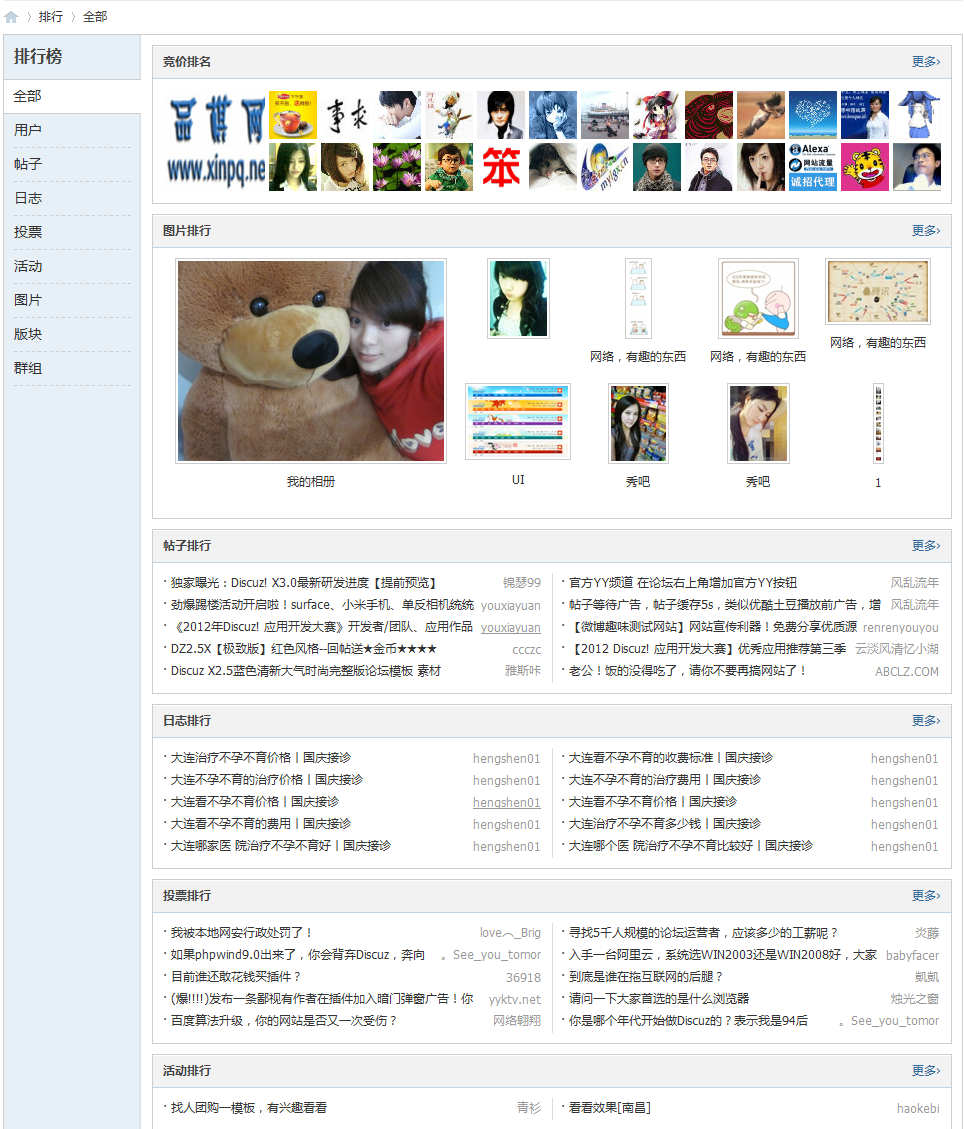 〉排行 〉全部
排行榜
全部
用户
帖子
日志
投票
活动
图片
版块
群组
竞价排名 更多›
品媒网
www.xinpq.ne
事求
笨
mylgx.cn
Alexa
网站流量
诚招代理
图片排行 更多›
腾讯
网络，有趣的东西
网络，有趣的东西
网络，有趣的东西
我的相册
UI
秀吧
秀吧
1
帖子排行 更多›
· 独家曝光：Discuz! X3.0最新研发进度【提前预览】 锦瑟99
· 劲爆踢楼活动开启啦！surface、小米手机、单反相机统统 youxiayuan
· 《2012年Discuz! 应用开发大赛》开发者/团队、应用作品 youxiayuan
· DZ2.5X【极致版】红色风格--回帖送★金币★★★★ ccczc
· Discuz X2.5蓝色清新大气时尚完整版论坛模板 素材 雅斯咔
· 官方YY频道 在论坛右上角增加官方YY按钮 风乱流年
· 帖子等待广告，帖子缓存5s，类似优酷土豆播放前广告，增 风乱流年
· 【微博趣味测试网站】网站宣传利器！免费分享优质源 renrenyouyou
· 【2012 Discuz! 应用开发大赛】优秀应用推荐第三季 云淡风清忆小湖
· 老公！饭的没得吃了，请你不要再搞网站了！ ABCLZ.COM
日志排行 更多›
· 大连治疗不孕不育价格丨国庆接诊 hengshen01
· 大连不孕不育的治疗价格丨国庆接诊 hengshen01
· 大连看不孕不育价格丨国庆接诊 hengshen01
· 大连看不孕不育的费用丨国庆接诊 hengshen01
· 大连哪家医 院治疗不孕不育好丨国庆接诊 hengshen01
· 大连看不孕不育的收费标准丨国庆接诊 hengshen01
· 大连不孕不育的治疗费用丨国庆接诊 hengshen01
· 大连看不孕不育价格丨国庆接诊 hengshen01
· 大连治疗不孕不育多少钱丨国庆接诊 hengshen01
· 大连哪个医 院治疗不孕不育比较好丨国庆接诊 hengshen01
投票排行 更多›
· 我被本地网安行政处罚了！ love︵_Brig
· 如果phpwind9.0出来了，你会背弃Discuz，奔向 。See_you_tomor
· 目前谁还敢花钱买插件？ 36918
· (爆!!!!)发布一条鄙视有作者在插件加入暗门弹窗广告！你 yyktv.net
· 百度算法升级，你的网站是否又一次受伤？ 网络翱翔
· 寻找5千人规模的论坛运营者，应该多少的工薪呢？ 炎藤
· 入手一台阿里云，系统选WIN2003还是WIN2008好，大家 babyfacer
· 到底是谁在拖互联网的后腿？ 凱凱
· 请问一下大家首选的是什么浏览器 烛光之窗
· 你是哪个年代开始做Discuz的？表示我是94后 。See_you_tomor
活动排行 更多›
· 找人团购一模板，有兴趣看看 青衫
· 看看效果[南昌] haokebi